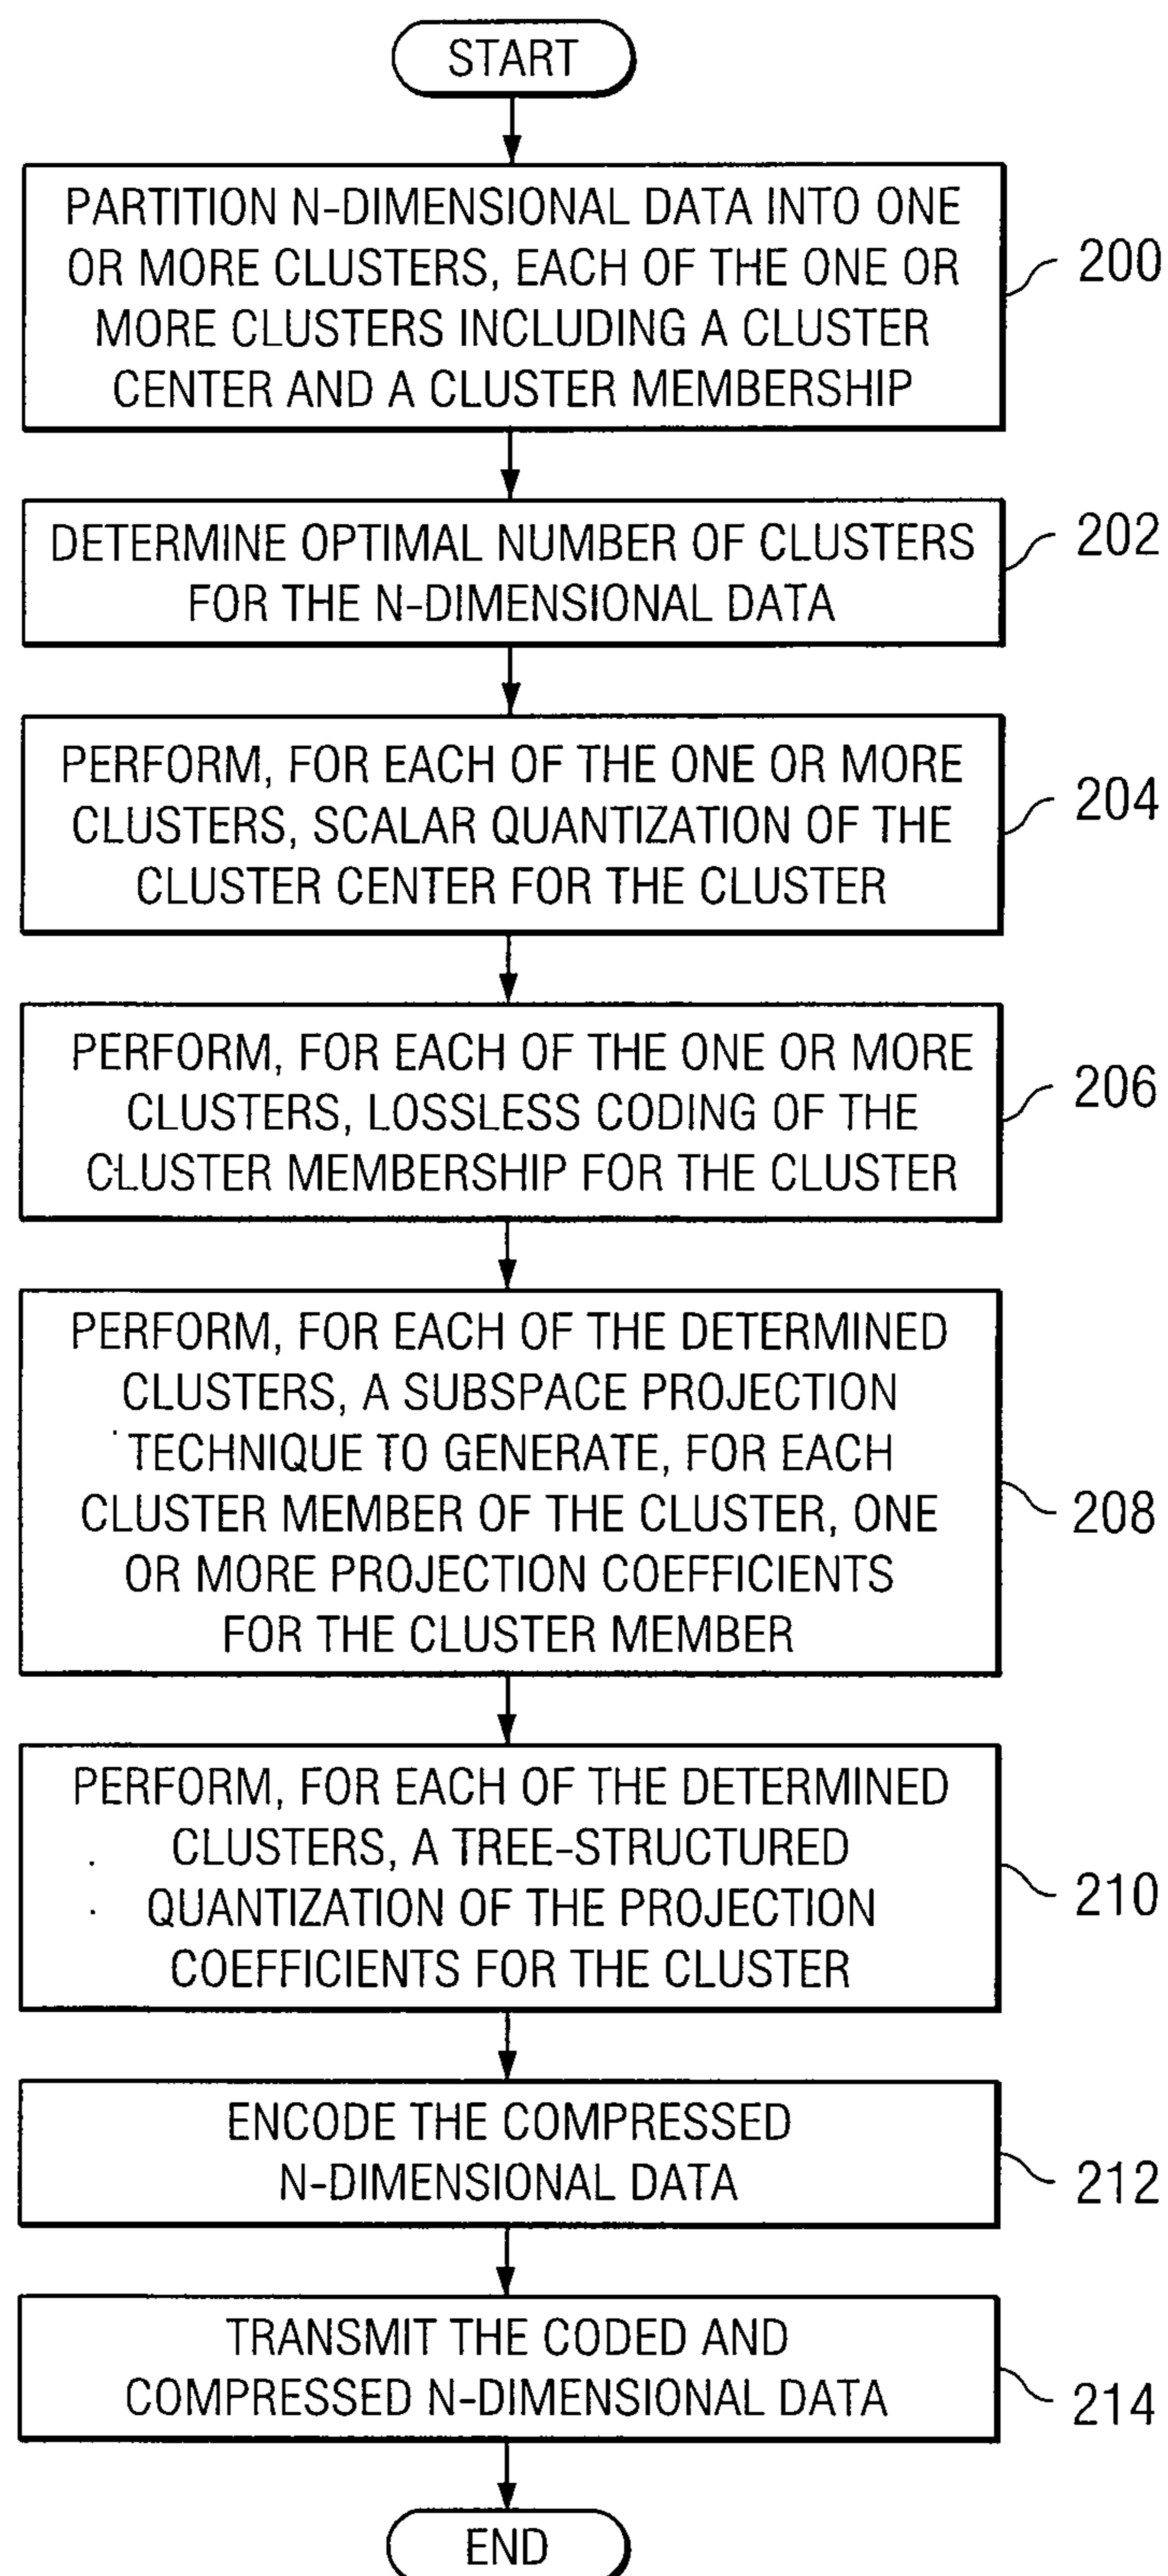 START
PARTITION N-DIMENSIONAL DATA INTO ONE
OR MORE CLUSTERS, EACH OF THE ONE OR
MORE CLUSTERS INCLUDING A CLUSTER
CENTER AND A CLUSTER MEMBERSHIP
200
DETERMINE OPTIMAL NUMBER OF CLUSTERS
FOR THE N-DIMENSIONAL DATA
202
PERFORM, FOR EACH OF THE ONE OR MORE
CLUSTERS, SCALAR QUANTIZATION OF THE
CLUSTER CENTER FOR THE CLUSTER
204
PERFORM, FOR EACH OF THE ONE OR MORE
CLUSTERS, LOSSLESS CODING OF THE
CLUSTER MEMBERSHIP FOR THE CLUSTER
206
PERFORM, FOR EACH OF THE DETERMINED
CLUSTERS, A SUBSPACE PROJECTION
TECHNIQUE TO GENERATE, FOR EACH
CLUSTER MEMBER OF THE CLUSTER, ONE
OR MORE PROJECTION COEFFICIENTS
FOR THE CLUSTER MEMBER
208
PERFORM, FOR EACH OF THE DETERMINED
CLUSTERS, A TREE-STRUCTURED
QUANTIZATION OF THE PROJECTION
COEFFICIENTS FOR THE CLUSTER
210
ENCODE THE COMPRESSED
N-DIMENSIONAL DATA
212
TRANSMIT THE CODED AND
COMPRESSED N-DIMENSIONAL DATA
214
END